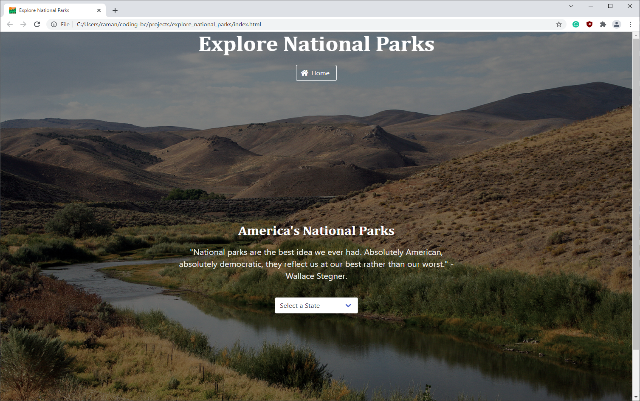 Explore National Parks
File
C:/Users/raman/coding-bc/projects/explore-national-parks/index.html
Explore National Parks
Home
America's National Parks
"National parks are the best idea we ever had. Absolutely American,
absolutely democratic, they reflect us at our best rather than our worst." -
Wallace Stegner.
Select a State